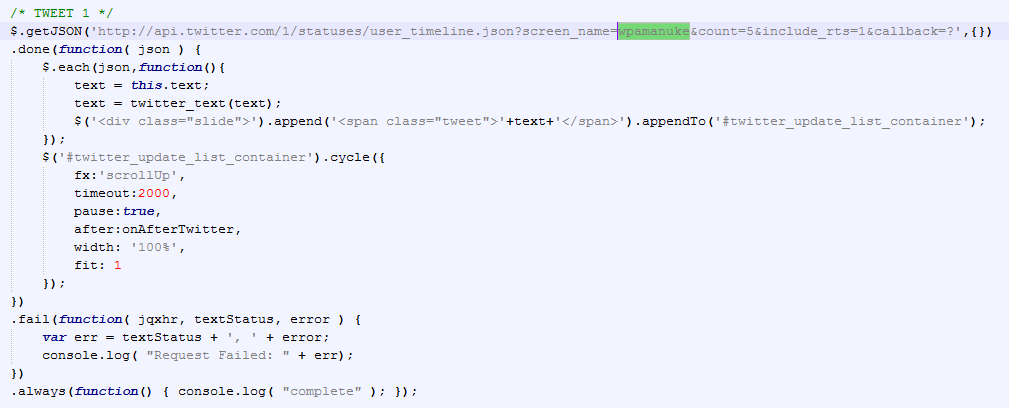 /* TWEET 1 */
$.getJSON('http://api.twitter.com/1/statuses/user_timeline.json?screen_name=wpamanuke&count=5&include_rts=1&callback=?',{})
.done(function( json ) {
    $.each(json,function(){
        text = this.text;
        text = twitter_text(text);
        $('<div class="slide">').append('<span class="tweet">'+text+'</span>').appendTo('#twitter_update_list_container');
    });
    $('#twitter_update_list_container').cycle({
        fx:'scrollUp',
        timeout:2000,
        pause:true,
        after:onAfterTwitter,
        width: '100%',
        fit: 1
    });
})
.fail(function( jqxhr, textStatus, error ) {
    var err = textStatus + ', ' + error;
    console.log( "Request Failed: " + err);
})
.always(function() { console.log( "complete" ); });